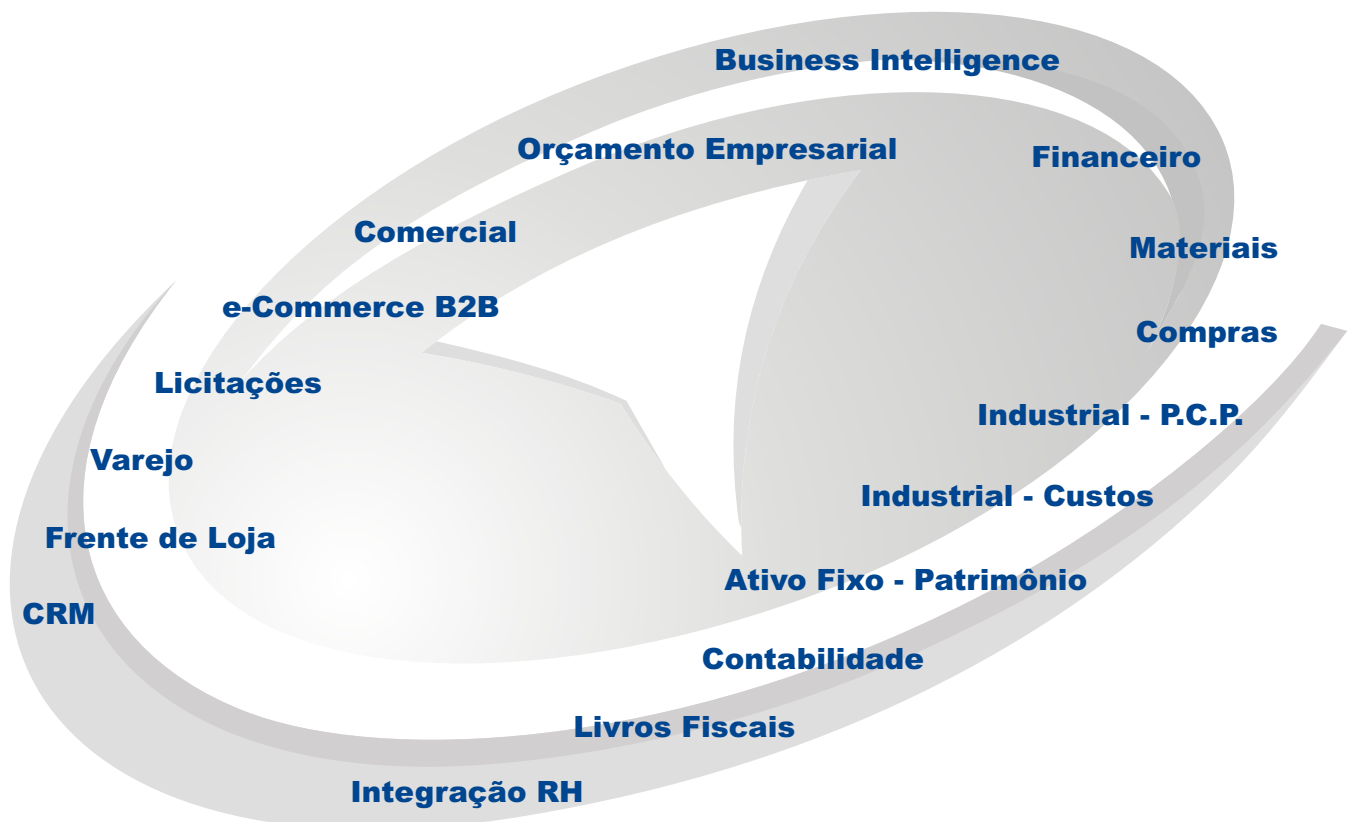 Business Intelligence
Orçamento Empresarial
Financeiro
Comercial
Materiais
e-Commerce B2B
Compras
Licitações
Industrial - P.C.P.
Varejo
Industrial - Custos
Frente de Loja
Ativo Fixo - Patrimônio
CRM
Contabilidade
Livros Fiscais
Integração RH